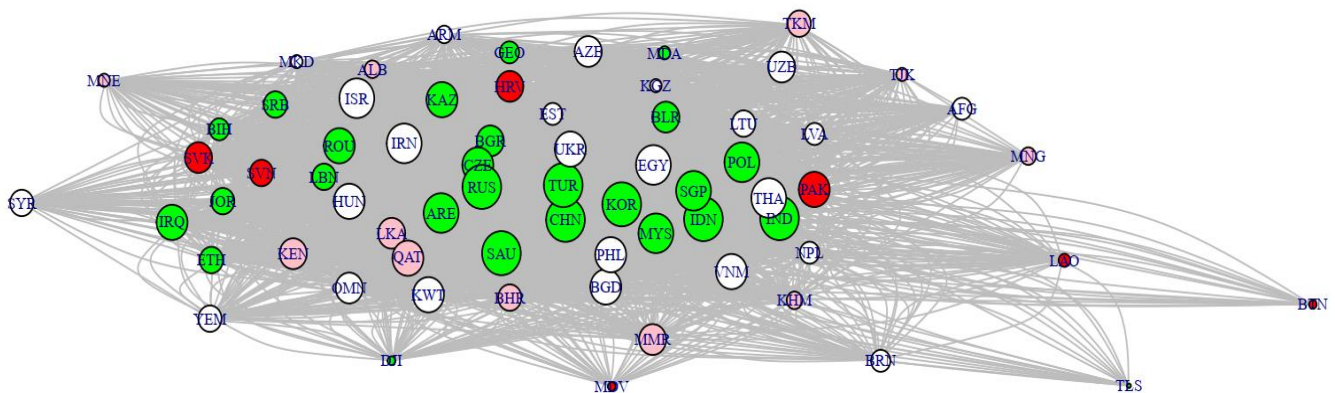 TKM
ARM
GEO
AZE
MDA
MKD
ALB
UZB
MNE
HRV
KGZ
TJK
ISR
KAZ
SRB
EST
BLR
LTU
LVA
AFG
BIH
ROU
IRN
BGR
UKR
SVK
CZE
EGY
POL
MNG
SVN
LBN
RUS
TUR
SGP
THA
PAK
SYR
JOR
HUN
IRQ
ARE
CHN
KOR
IDN
IND
LKA
MYS
KEN
QAT
SAU
PHL
NPL
ETH
VNM
LAO
OMN
KWT
BHR
BGD
KHM
BTN
YEM
MMR
DJI
BRN
MDV
TLS